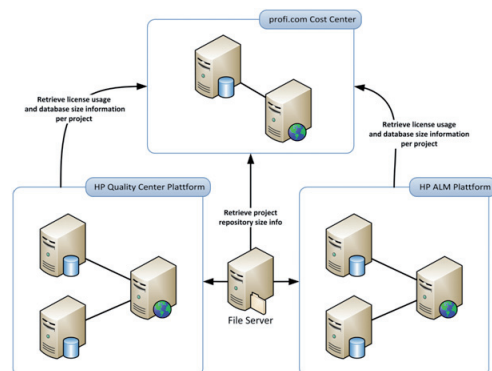 profi.com Cost Center
Retrieve license usage
and database size information
per project
Retrieve license usage
and database size information
per project
HP Quality Center Plattform
Retrieve project
repository size info
HP ALM Plattform
File Server